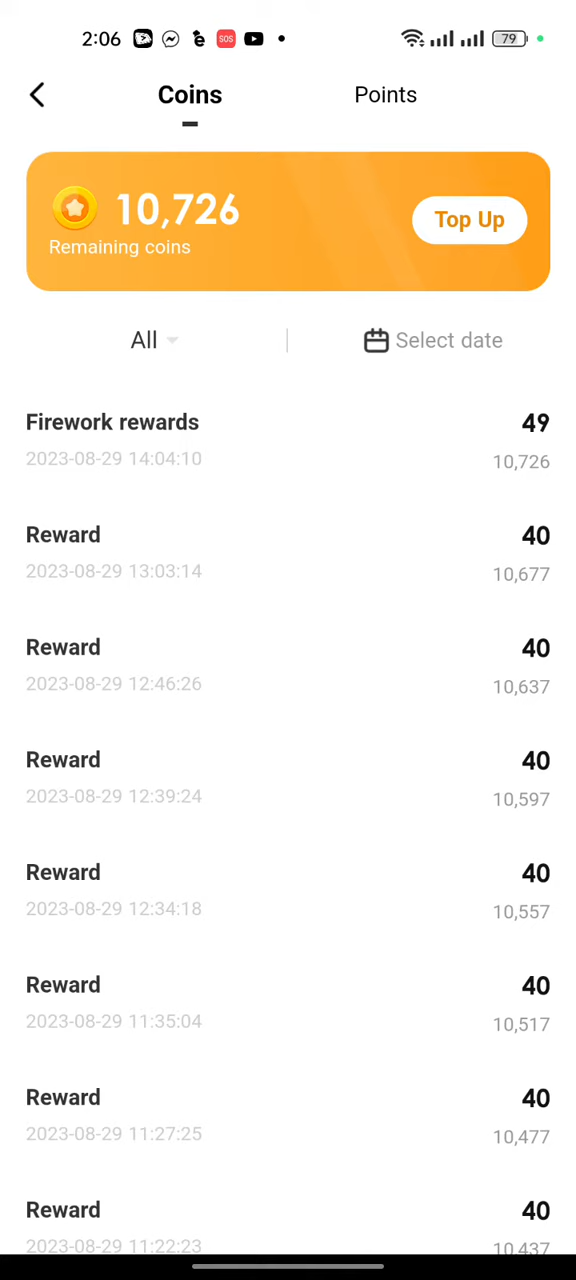 2:06
SOS
79
Coins
Points
10,726
Remaining coins
Top Up
All
Select date
Firework rewards
49
2023-08-29 14:04:10
10,726
Reward
40
2023-08-29 13:03:14
10,677
Reward
40
2023-08-29 12:46:26
10,637
Reward
40
2023-08-29 12:39:24
10,597
Reward
40
2023-08-29 12:34:18
10,557
Reward
40
2023-08-29 11:35:04
10,517
Reward
40
2023-08-29 11:27:25
10,477
Reward
40
2023-08-29 11:22:23
10,437